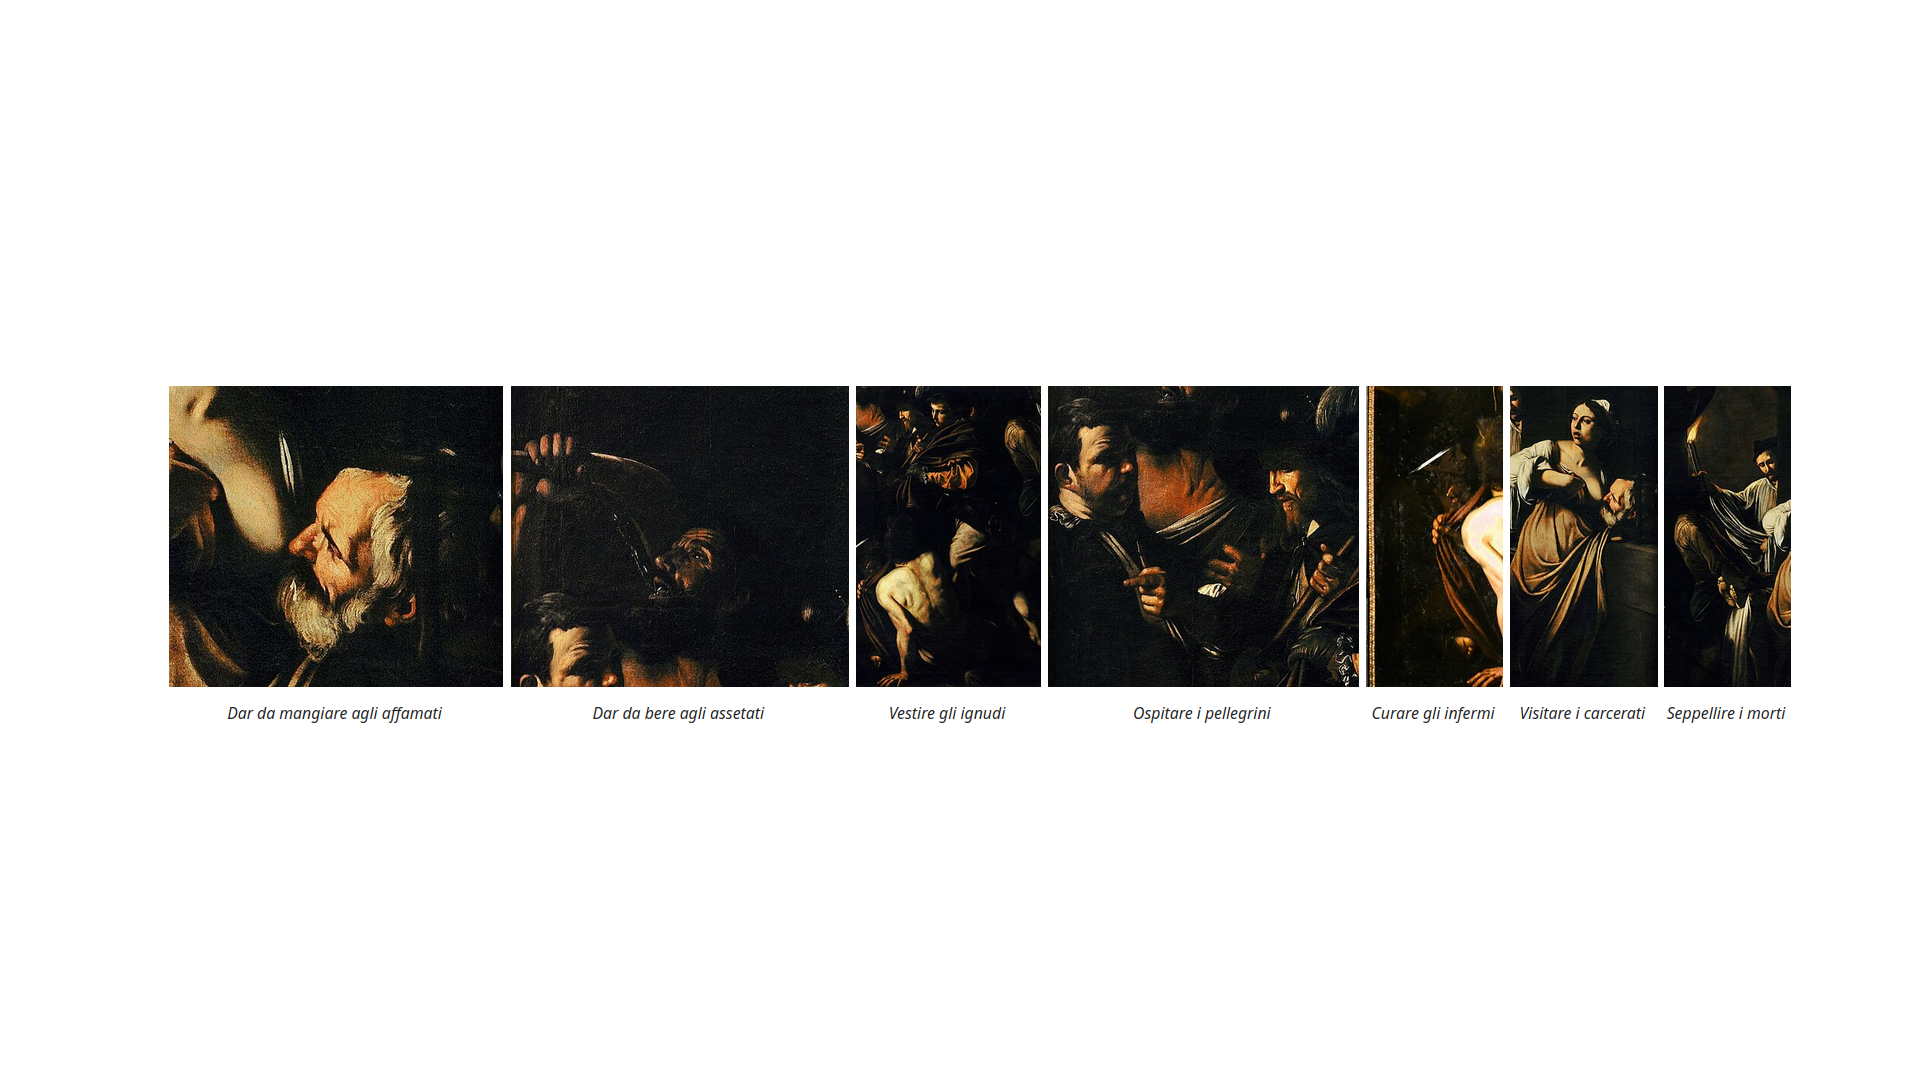 Dar da mangiare agli affamati
Dar da bere agli assetati
Vestire gli ignudi
Ospitare i pellegrini
Curare gli infermi
Visitare i carcerati
Seppellire i morti